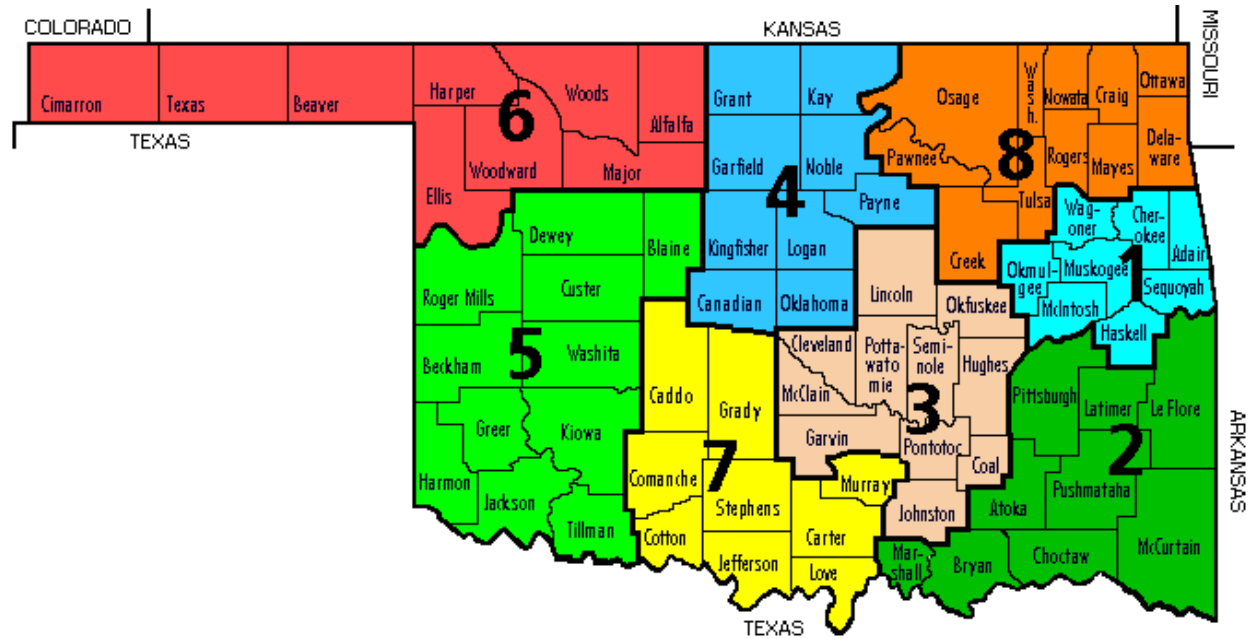 COLORADO
KANSAS
MISSOURI
Cimarron
Texas
Beaver
Harper
Woods
Alfalfa
6
Woodward
Major
Ellis
TEXAS
Grant
Kay
Garfield
Noble
4
Payne
Kingfisher
Logan
Canadian
Oklahoma
Osage
Wash.
Nowata
Craig
Ottawa
Pawnee
8
Rogers
Mayes
Dela-
ware
Tulsa
Creek
Wag-
oner
Cher-
okee
Adair
1
Okmul-
gee
Muskogee
Sequoyah
McIntosh
Haskell
Dewey
Blaine
Roger Mills
Custer
5
Washita
Beckham
Greer
Kiowa
Harmon
Jackson
Tillman
Lincoln
Okfuskee
Cleveland
Potta-
wato
mie
Semi-
nole
Hughes
McClain
3
Garvin
Pontotoc
Coal
Johnston
Caddo
Grady
7
Comanche
Stephens
Murray
Cotton
Carter
Jefferson
Love
Pittsburgh
Latimer
Le Flore
2
Pushmataha
Atoka
McCurtain
Mar-
shall
Bryan
Choctaw
ARKANSAS
TEXAS